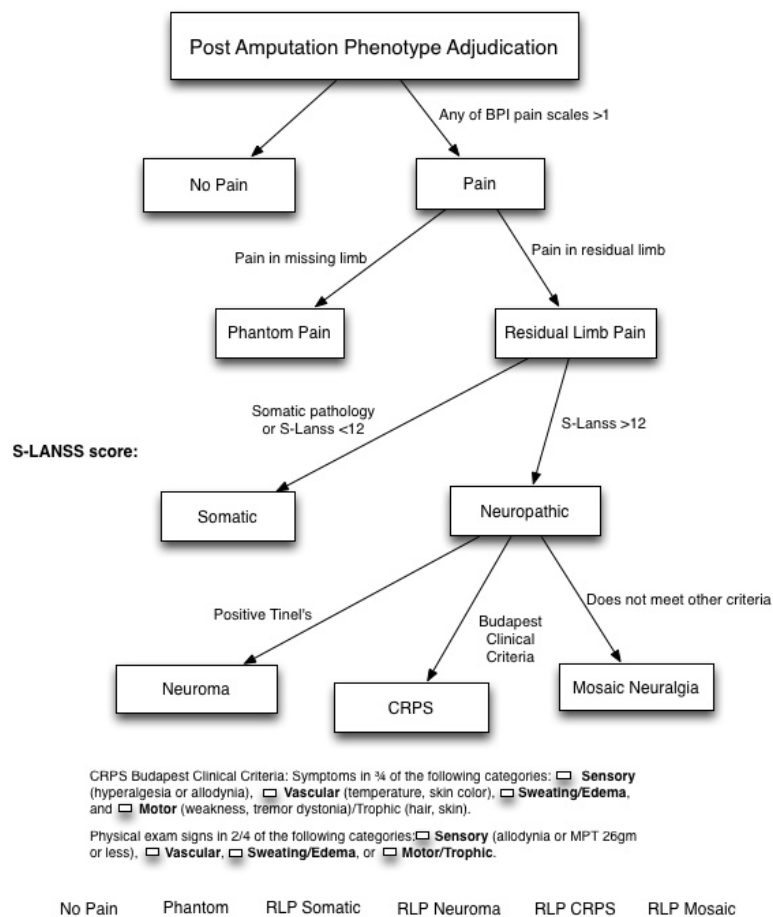 Post Amputation Phenotype Adjudication
Any of BPI pain scales >1
No Pain
Pain
Pain in missing limb
Pain in residual limb
Phantom Pain
Residual Limb Pain
Somatic pathology
or S-Lanss <12
S-Lanss >12
S-LANSS score:
Somatic
Neuropathic
Positive Tinel's
Budapest
Clinical
Criteria
Does not meet other criteria
Neuroma
CRPS
Mosaic Neuralgia
CRPS Budapest Clinical Criteria: Symptoms in ¾ of the following categories: Sensory
(hyperalgesia or allodynia), Vascular (temperature, skin color), Sweating/Edema,
and Motor (weakness, tremor dystonia)/Trophic (hair, skin).
Physical exam signs in 2/4 of the following categories: Sensory (allodynia or MPT 26gm
or less), Vascular, Sweating/Edema, or Motor/Trophic.
No Pain Phantom RLP Somatic RLP Neuroma RLP CRPS RLP Mosaic